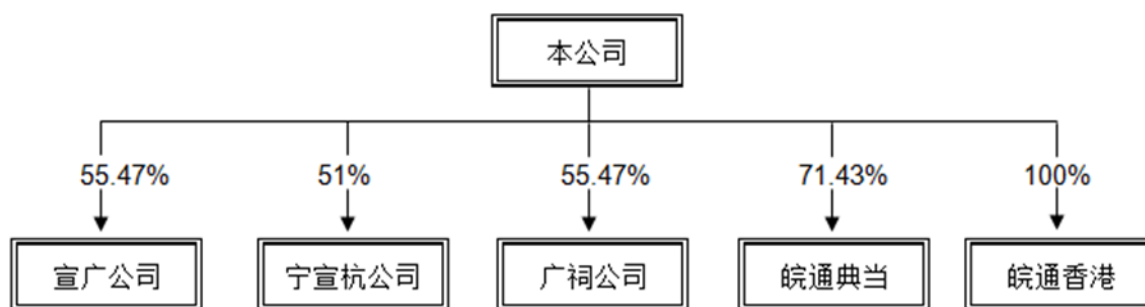 本公司
55.47%
51%
55.47%
71.43%
100%
宣广公司
宁宣杭公司
广祠公司
皖通典当
皖通香港